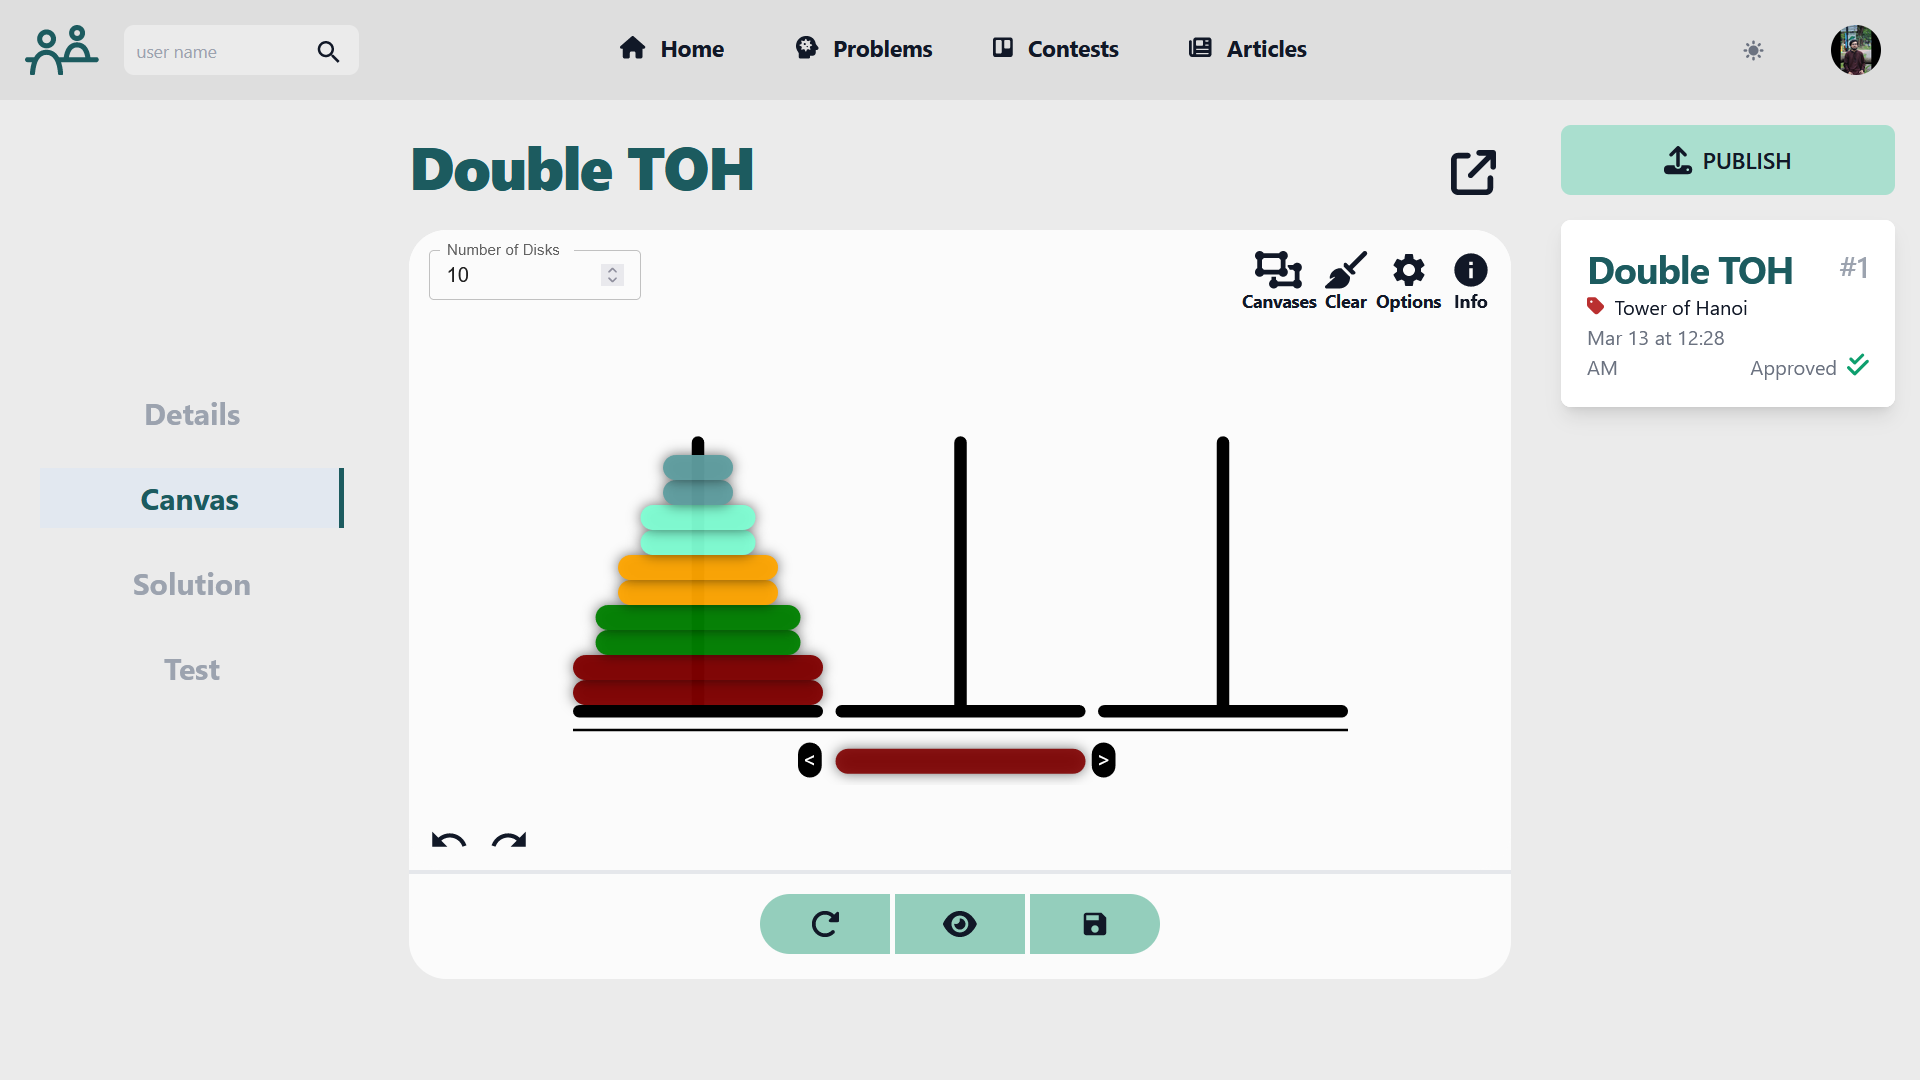 user name
Home
Problems
Contests
Articles
Double TOH
PUBLISH
Number of Disks
10
Canvases
Clear
Options
Info
Double TOH
#1
Tower of Hanoi
Mar 13 at 12:28
AM
Approved
Details
Canvas
Solution
Test
<
>